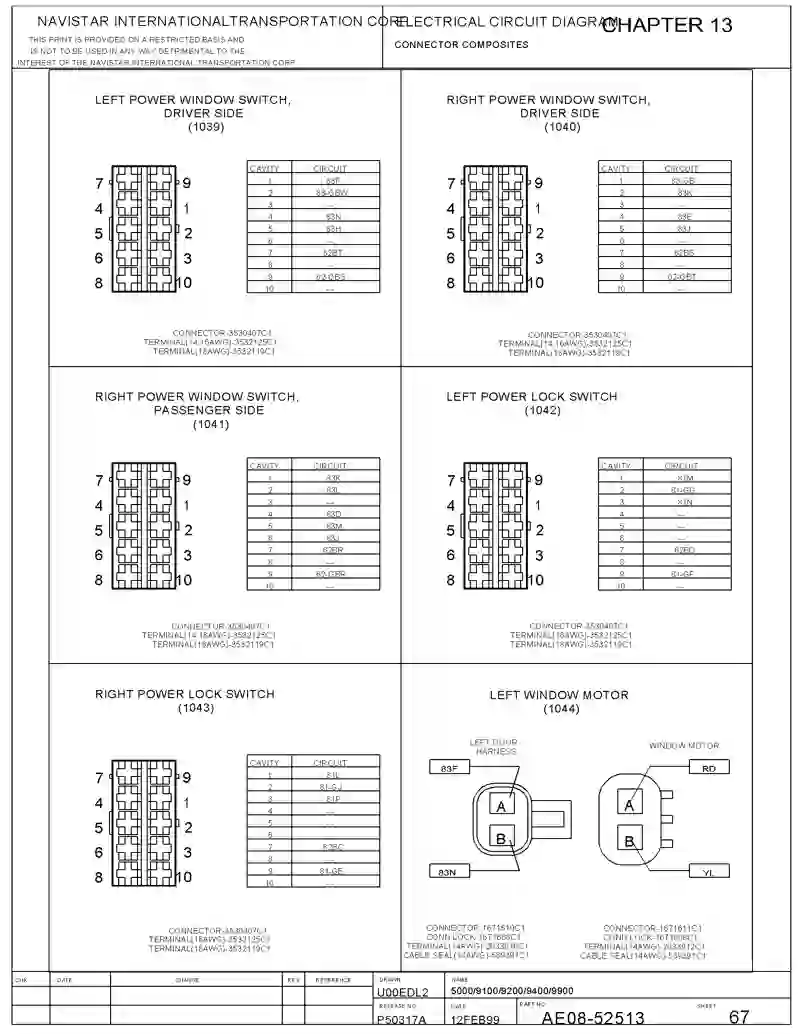 NAVISTAR INTERNATIONAL TRANSPORTATION CORP.
THIS PRINT IS PROVIDED ON A RESTRICTED BASIS AND
IS NOT TO BE USED IN ANY WAY DETRIMENTAL TO THE
INTEREST OF THE NAVISTAR INTERNATIONAL TRANSPORTATION CORP
ELECTRICAL CIRCUIT DIAGRAM
CHAPTER 13
CONNECTOR COMPOSITES
LEFT POWER WINDOW SWITCH,
DRIVER SIDE
(1039)
7 9
4 1
5 2
6 3
8 10
CAVITY CIRCUIT
1 83F
2 83-GBW
3 ---
4 83N
5 83H
6 ---
7 82BT
8 ---
9 82-GBS
10 ---
CONNECTOR-3530407C1
TERMINAL(14,16AWG)-3532125C1
TERMINAL(18AWG)-3532119C1
RIGHT POWER WINDOW SWITCH,
DRIVER SIDE
(1040)
7 9
4 1
5 2
6 3
8 10
CAVITY CIRCUIT
1
2 83K
3 ---
4 83E
5 83J
6 ---
7 82BS
8 ---
9 82-GBT
10 ---
CONNECTOR-3530407C1
TERMINAL(14,16AWG)-3532125C1
TERMINAL(18AWG)-3532119C1
RIGHT POWER WINDOW SWITCH,
PASSENGER SIDE
(1041)
7 9
4 1
5 2
6 3
8 10
CAVITY CIRCUIT
1 83K
2 83L
3 ---
4 83D
5 83M
6 83J
7 82BR
8 ---
9 82-GBR
10 ---
CONNECTOR-3530407C1
TERMINAL(14,16AWG)-3532125C1
TERMINAL(18AWG)-3532119C1
LEFT POWER LOCK SWITCH
(1042)
7 9
4 1
5 2
6 3
8 10
CAVITY CIRCUIT
1 81M
2 81-GG
3 81N
4 ---
5 ---
6 ---
7 82BD
8 ---
9 81-GF
10 ---
CONNECTOR-3530407C1
TERMINAL(18AWG)-3532125C1
TERMINAL(18AWG)-3532119C1
RIGHT POWER LOCK SWITCH
(1043)
7 9
4 1
5 2
6 3
8 10
CAVITY CIRCUIT
1 81L
2 81-GJ
3 81P
4 ---
5 ---
6 ---
7 82BC
8 ---
9 81-GE
10 ---
CONNECTOR-3530407C1
TERMINAL(18AWG)-3532125C1
TERMINAL(18AWG)-3532119C1
LEFT WINDOW MOTOR
(1044)
LEFT DOOR
HARNESS
WINDOW MOTOR
83F
RD
A
A
B
B
83N
YL
CONNECTOR-1671610C1
CONN LOCK
TERMINAL(14AWG)
CABLE SEAL(14AWG)-589391C1
CONNECTOR-1671611C1
CONN LOCK
TERMINAL(14AWG)
CABLE SEAL(14AWG)-589391C1
CHK DATE CHANGE REV REFERENCE
DRAWN
U00EDL2
NAME
5000/9100/9200/9400/9900
RELEASE NO
P50317A
DATE
12FEB99
PART NO
AE08-52513
SHEET
67